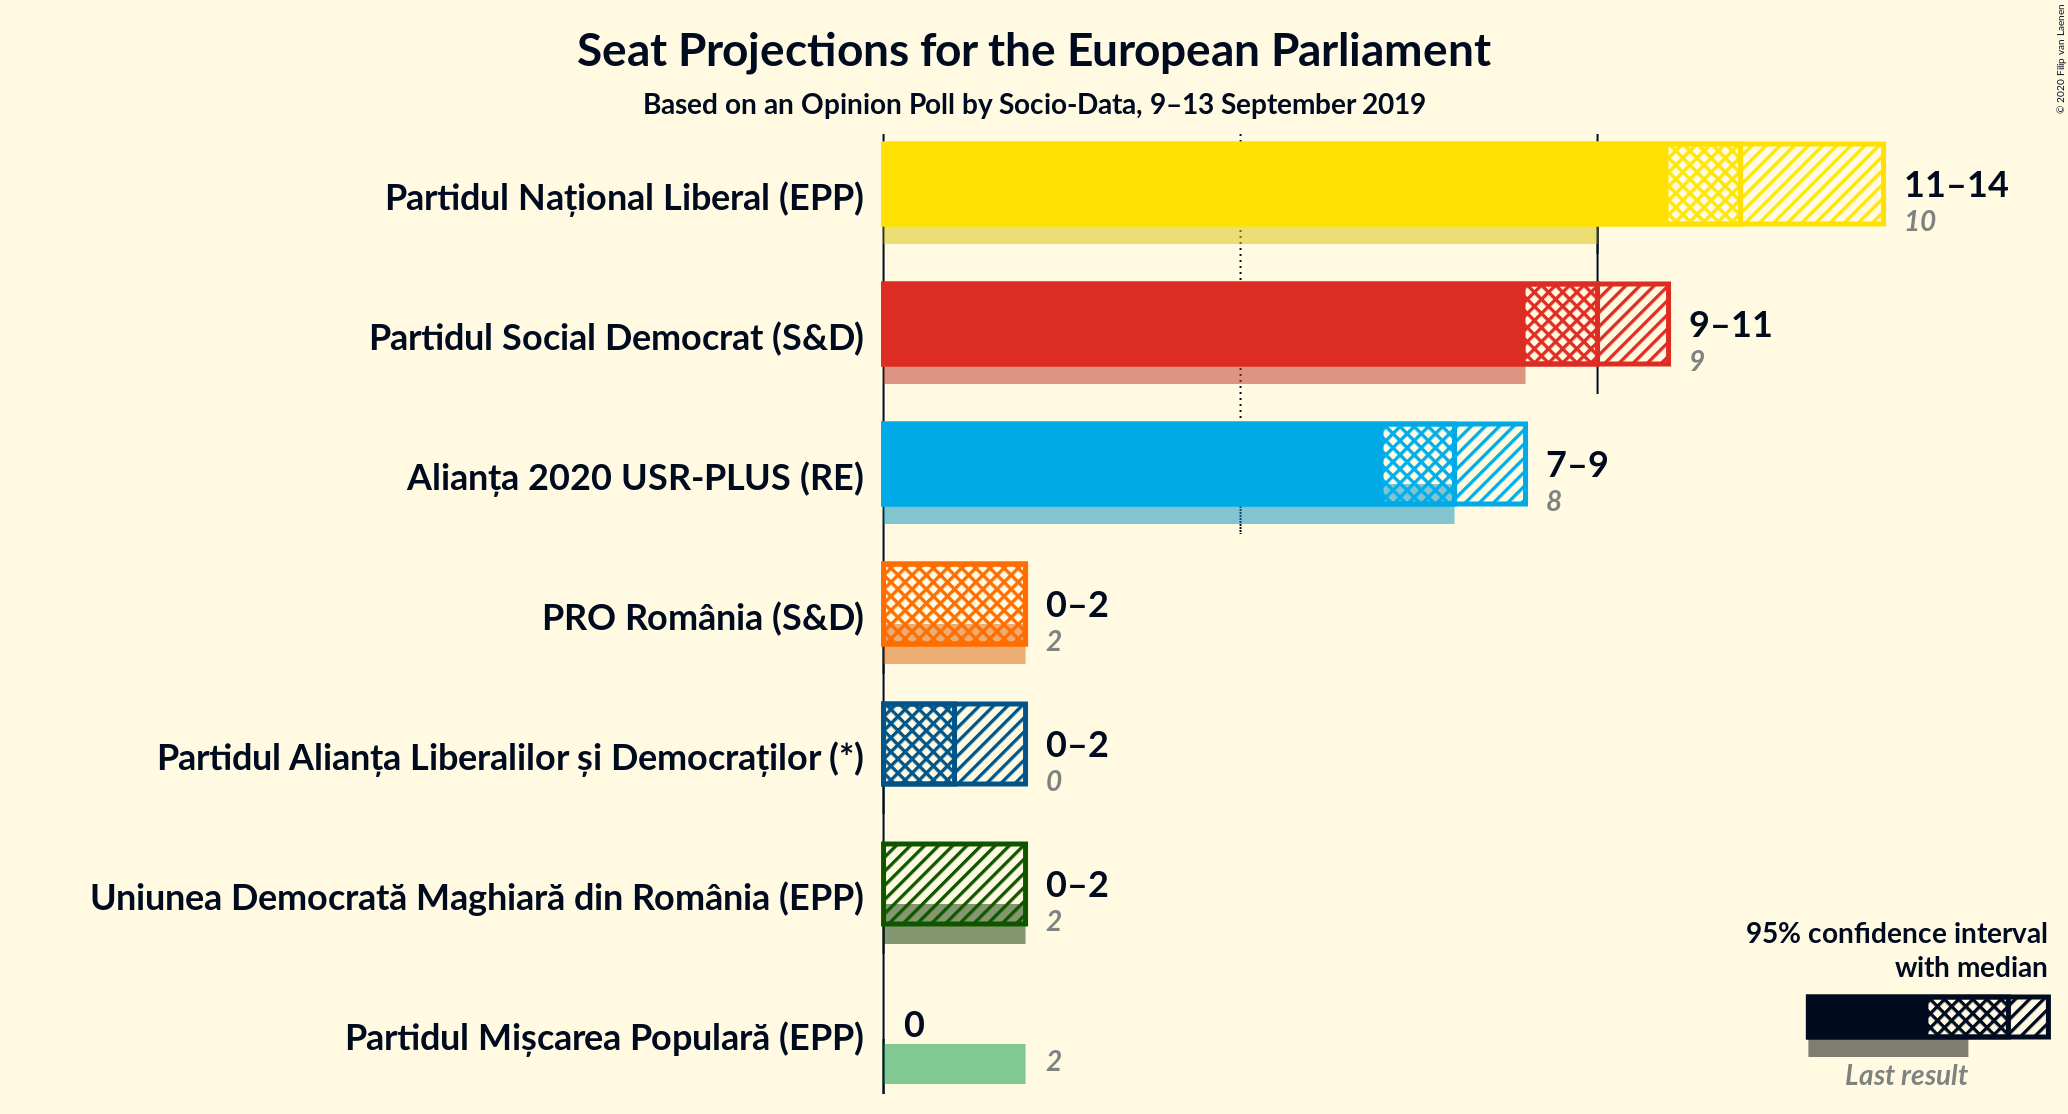 Seat Projections for the European Parliament
Based on an Opinion Poll by Socio-Data, 9–13 September 2019
© 2020 Filip van Laenen
Partidul Național Liberal (EPP)
11–14
10
Partidul Social Democrat (S&D)
9–11
9
Alianța 2020 USR-PLUS (RE)
7–9
8
PRO România (S&D)
0–2
2
Partidul Alianța Liberalilor și Democraților (*)
0–2
0
Uniunea Democrată Maghiară din România (EPP)
0–2
2
Partidul Mișcarea Populară (EPP)
0
2
95% confidence interval
with median
Last result